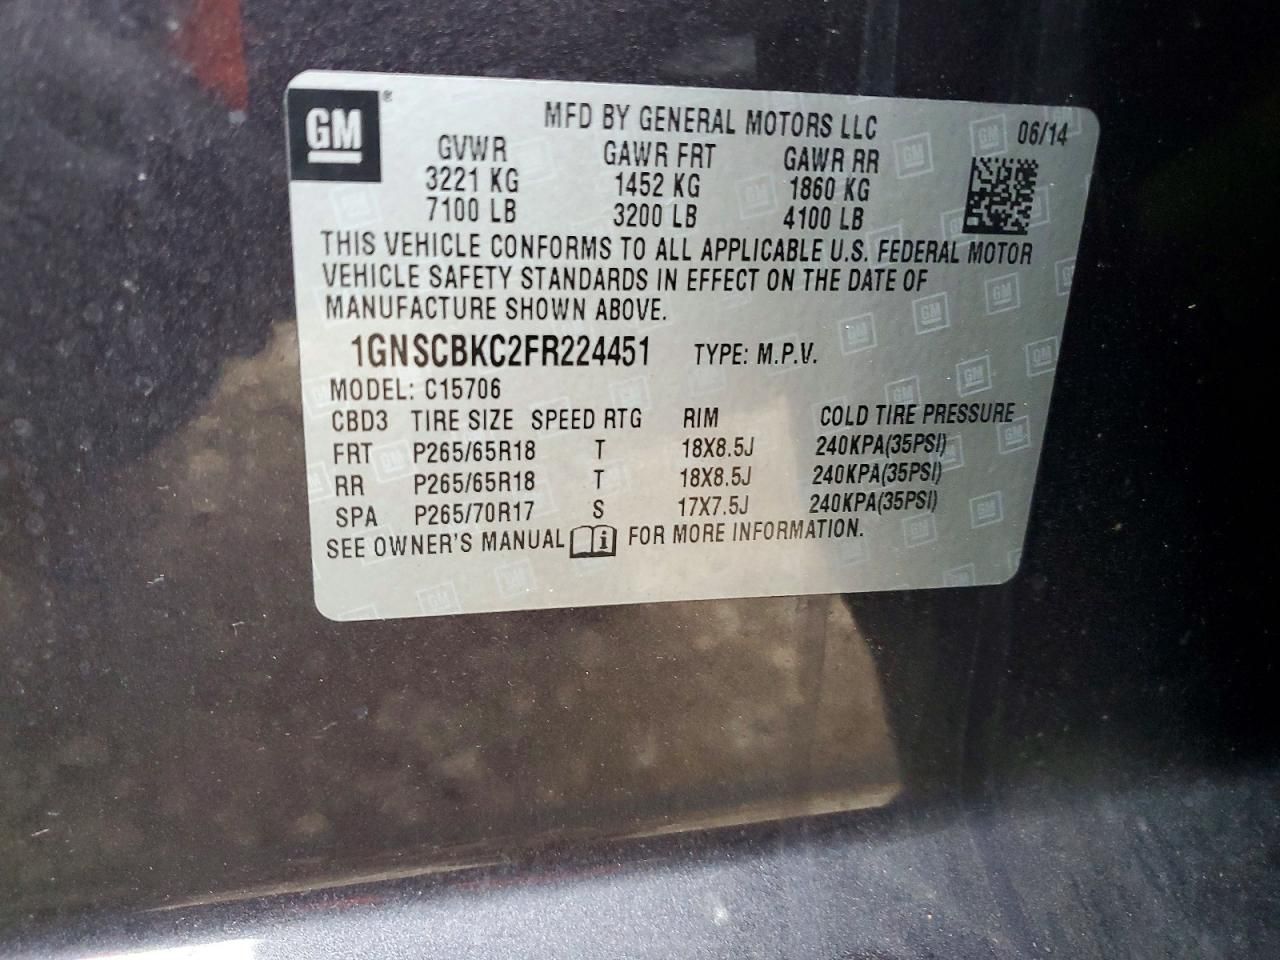 GM® MFD BY GENERAL MOTORS LLC 06/14
GVWR GAWR FRT GAWR RR
3221 KG 1452 KG 1860 KG
7100 LB 3200 LB 4100 LB
THIS VEHICLE CONFORMS TO ALL APPLICABLE U.S. FEDERAL MOTOR
VEHICLE SAFETY STANDARDS IN EFFECT ON THE DATE OF
MANUFACTURE SHOWN ABOVE.
1GNSCBKC2FR224451 TYPE: M.P.V.
MODEL: C15706
CBD3 TIRE SIZE SPEED RTG RIM COLD TIRE PRESSURE
FRT P265/65R18 T 18X8.5J 240KPA(35PSI)
RR P265/65R18 T 18X8.5J 240KPA(35PSI)
SPA P265/70R17 S 17X7.5J 240KPA(35PSI)
SEE OWNER'S MANUAL i FOR MORE INFORMATION.